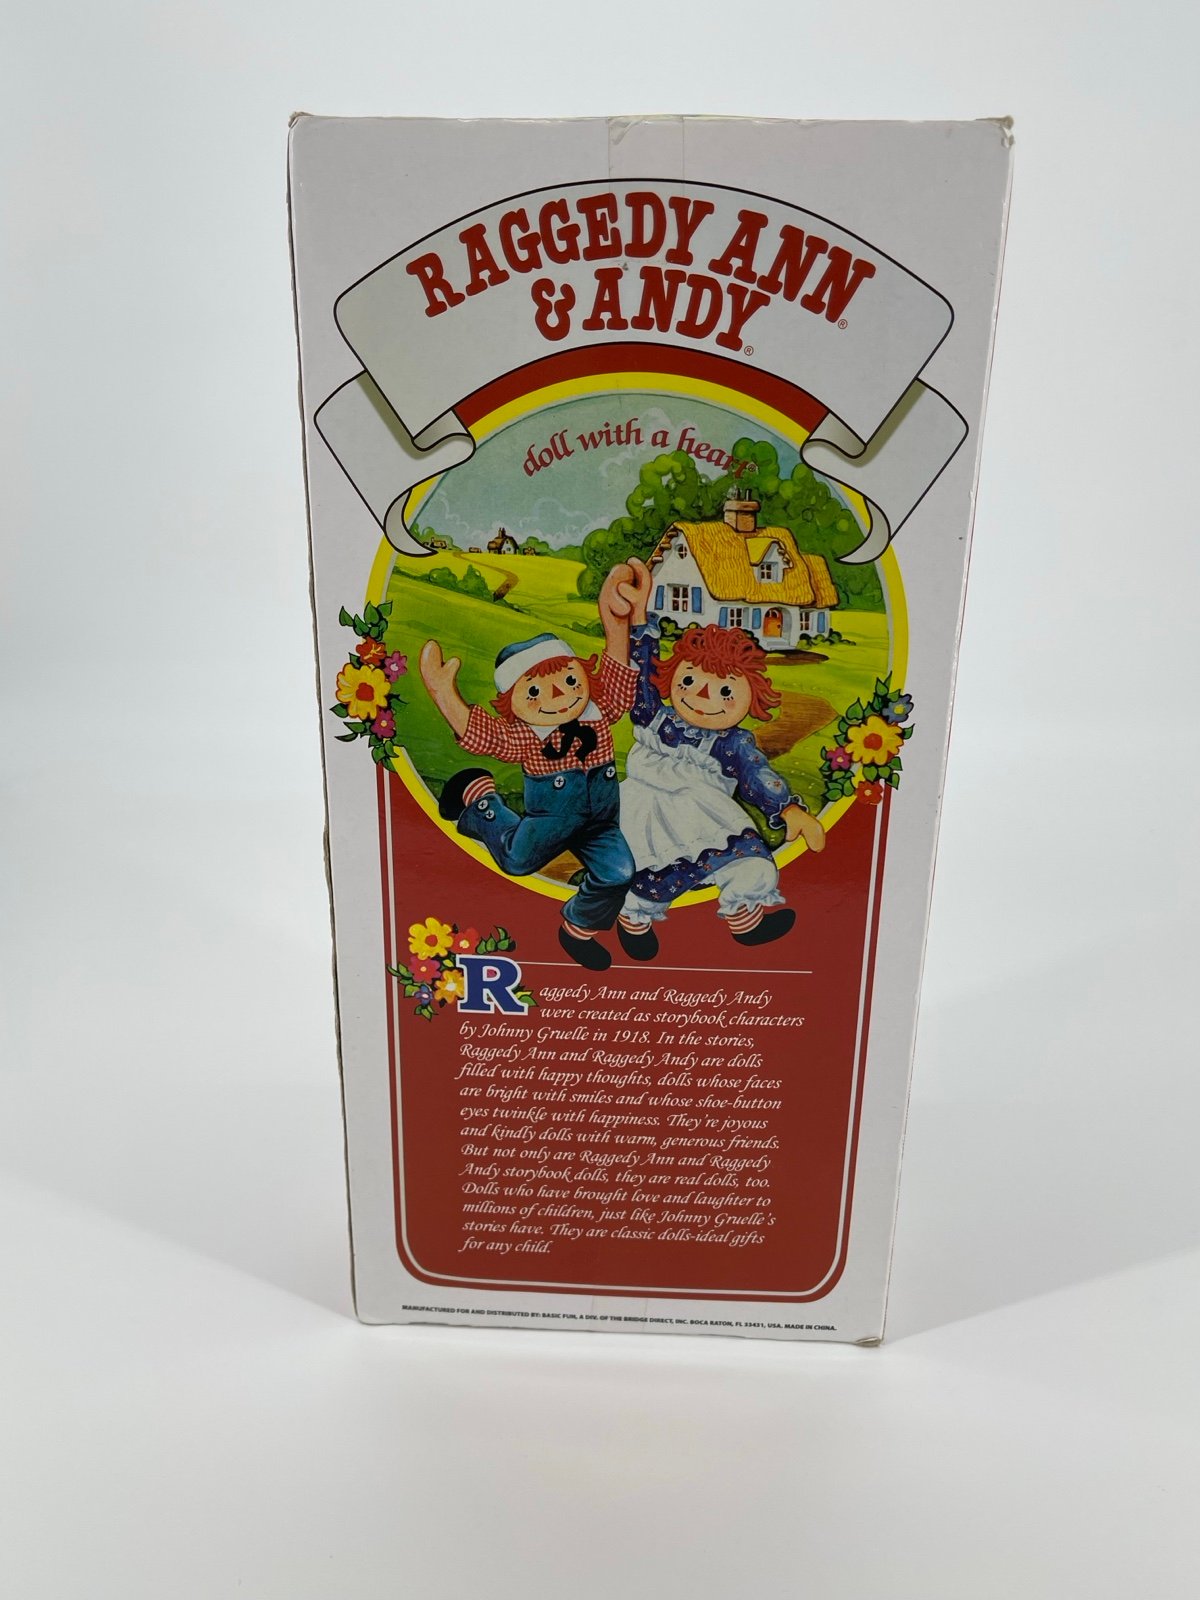 RAGGEDY ANN®
& ANDY®
doll with a heart®
Raggedy Ann and Raggedy Andy
were created as storybook characters
by Johnny Gruelle in 1918. In the stories,
Raggedy Ann and Raggedy Andy are dolls
filled with happy thoughts, dolls whose faces
are bright with smiles and whose shoe-button
eyes twinkle with happiness. They're joyous
and kindly dolls with warm, generous friends.
But not only are Raggedy Ann and Raggedy
Andy storybook dolls, they are real dolls, too.
Dolls who have brought love and laughter to
millions of children, just like Johnny Gruelle's
stories have. They are classic dolls-ideal gifts
for any child.
MANUFACTURED FOR AND DISTRIBUTED BY: BASIC FUN, A DIV. OF THE BRIDGE DIRECT, INC. BOCA RATON, FL 33431, USA. MADE IN CHINA.